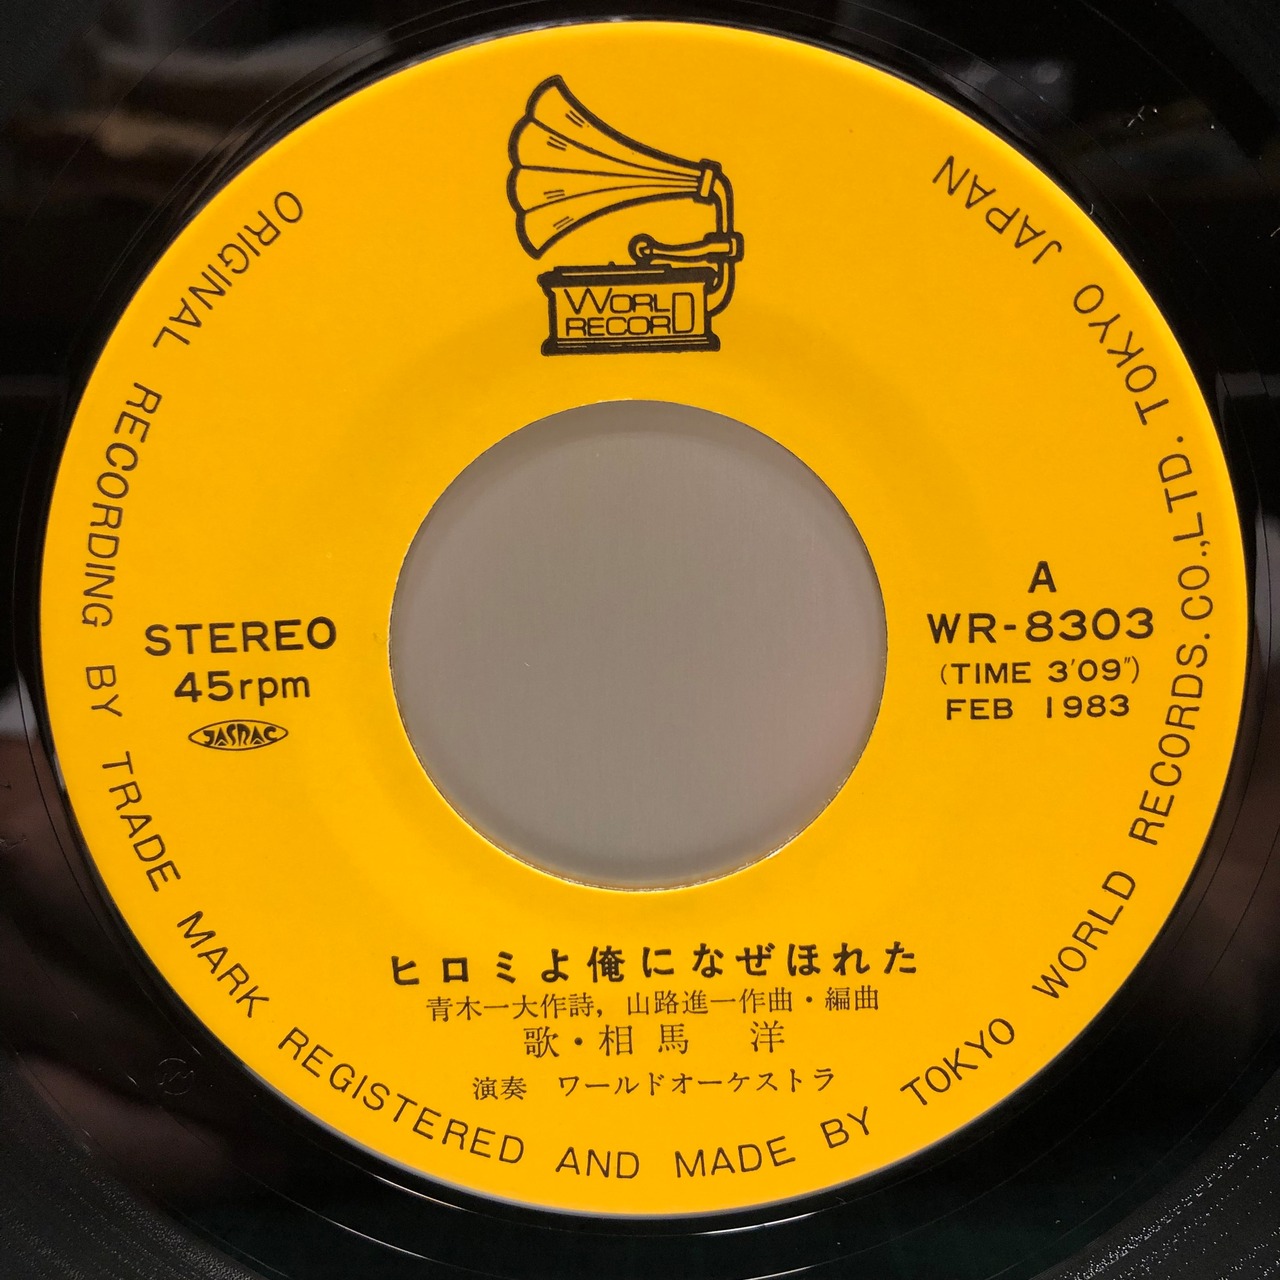 WORLD
RECORD
STEREO
45rpm
JASRAC
A
WR-8303
(TIME 3'09")
FEB 1983
ヒロミよ俺になぜほれた
青木一大作詩, 山路進一作曲・編曲
歌・相馬 洋
演奏 ワールドオーケストラ
ORIGINAL RECORDING BY TRADE MARK REGISTERED AND MADE BY TOKYO WORLD RECORDS. CO., LTD. TOKYO JAPAN